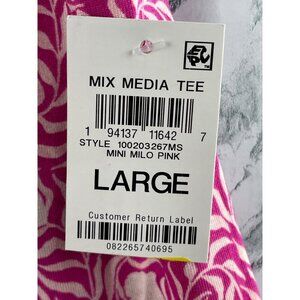 MIX MEDIA TEE
1 94137 11642 7
STYLE 100203267MS
MINI MILO PINK
LARGE
Customer Return Label
082265740695